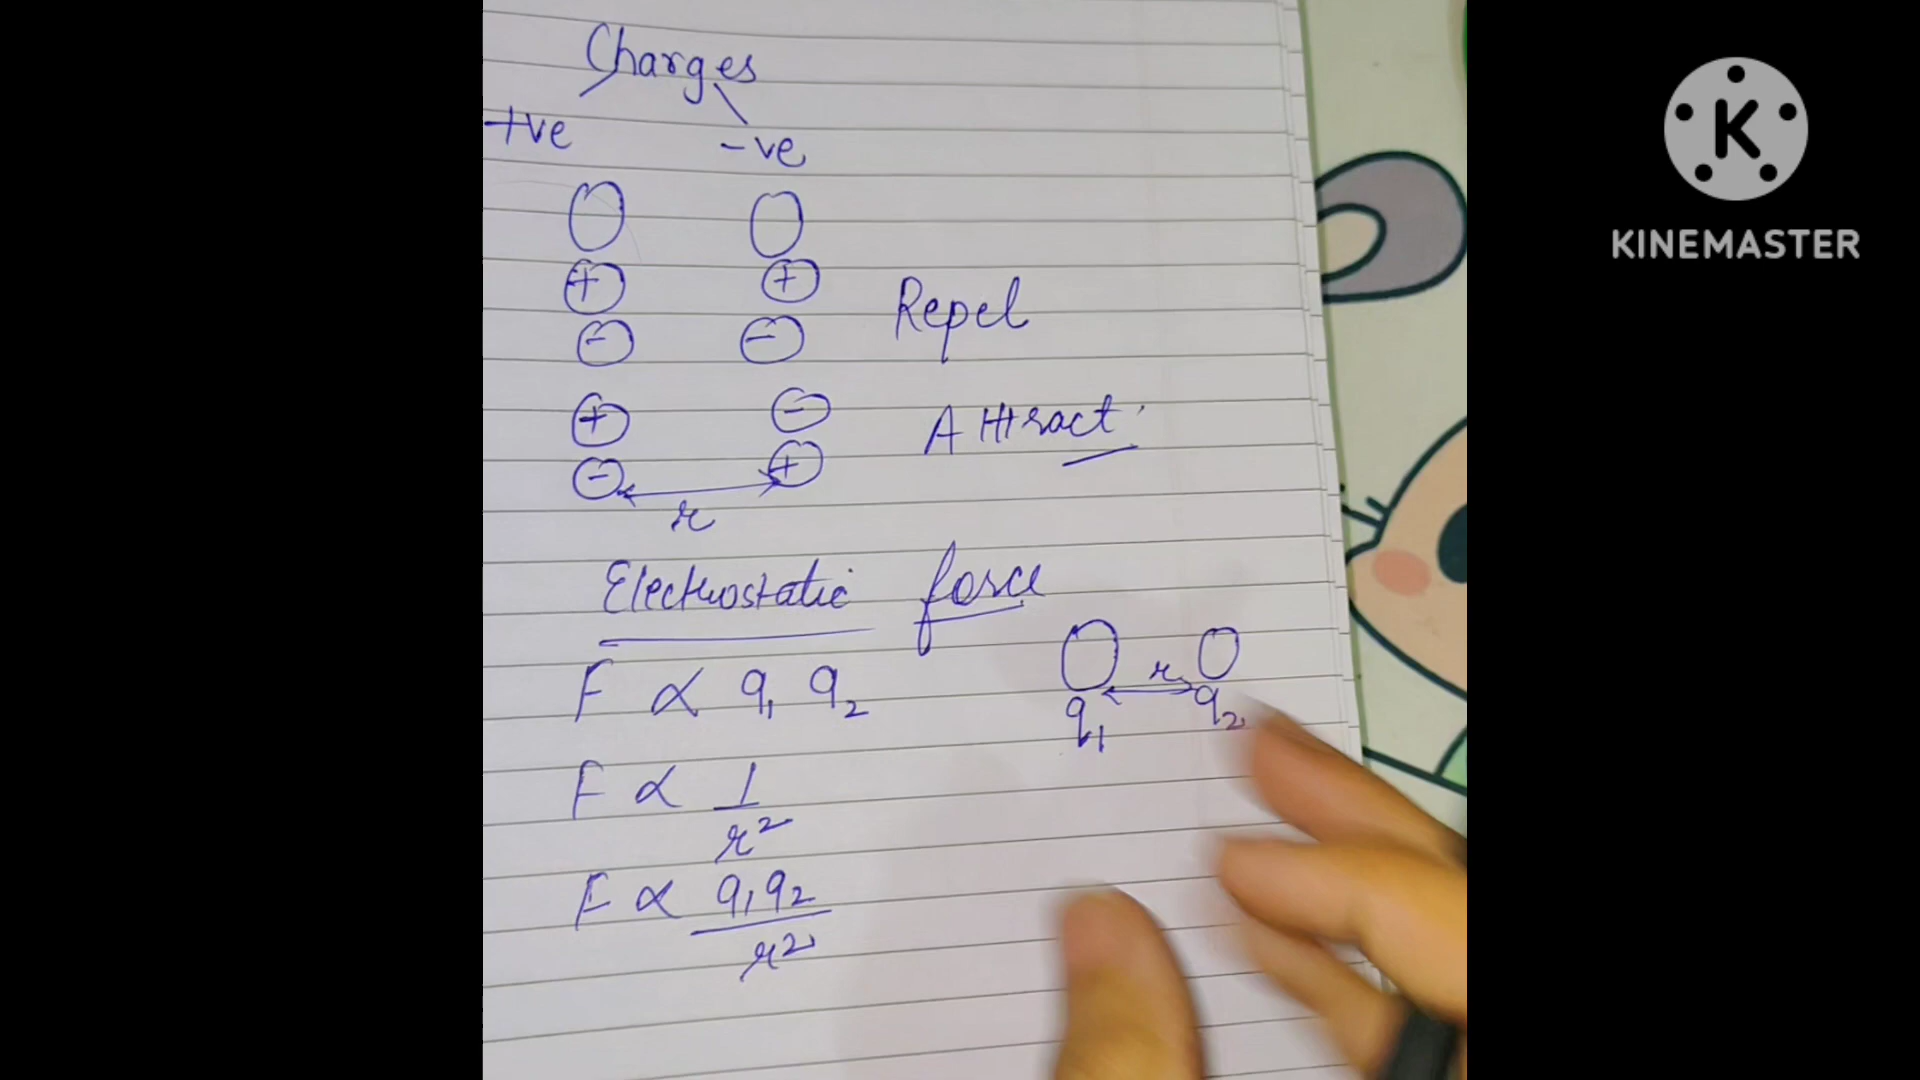 Charges
+ve -ve
+ +
Repel
- -
+ -
Attract
- +
r
Electrostatic force
F ∝ q1 q2
r
q1 q2
F ∝ 1/r²
F ∝ q1q2/r²
K
KINEMASTER